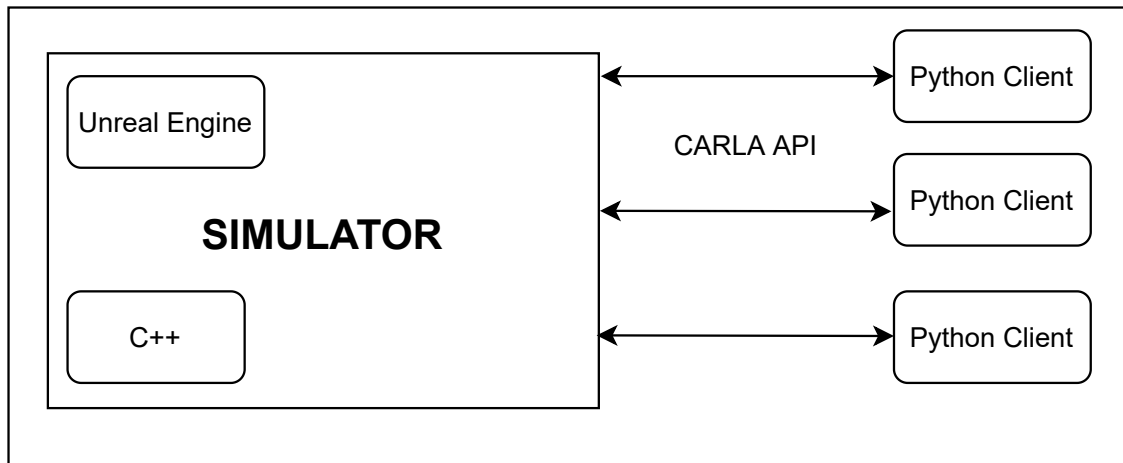 Unreal Engine
SIMULATOR
C++
CARLA API
Python Client
Python Client
Python Client